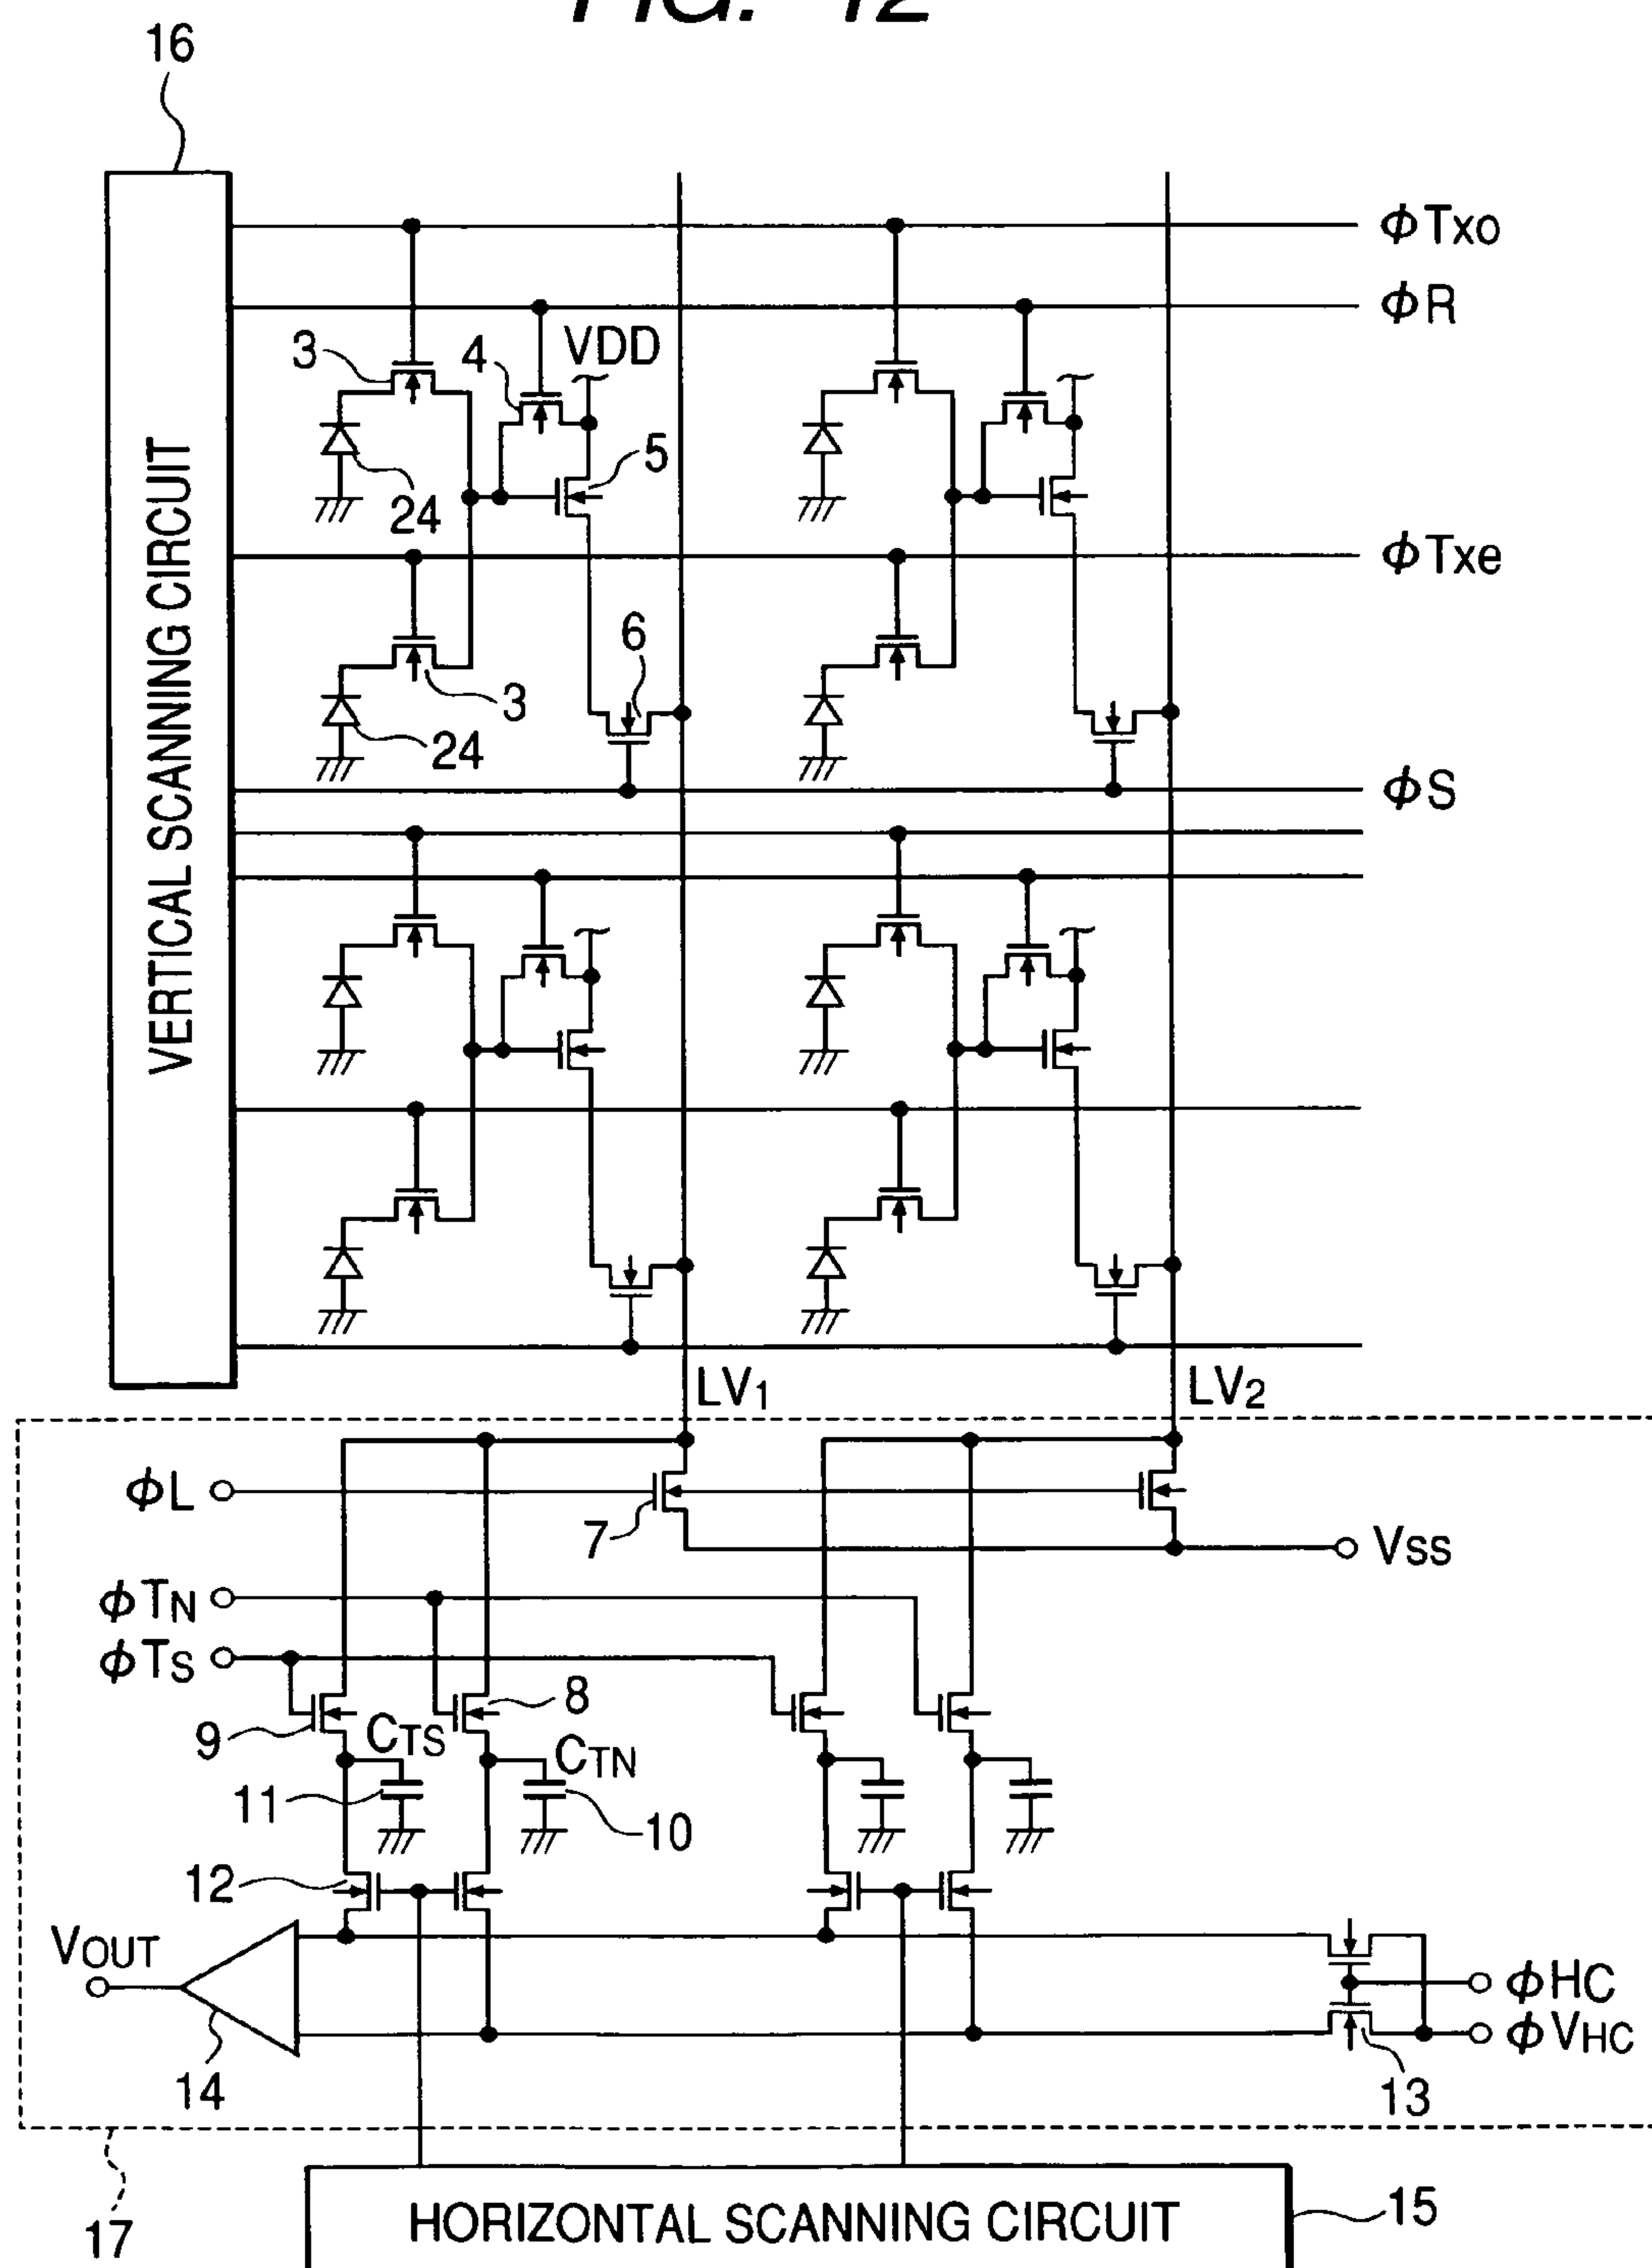 FIG. 12
16
ϕTxo
ϕR
3
4
VDD
5
24
ϕTxe
VERTICAL SCANNING CIRCUIT
6
3
24
ϕS
LV1
LV2
ϕL
7
VSS
ϕTN
ϕTS
8
9
CTS
CTN
11
10
12
VOUT
ϕHC
ϕVHC
14
13
17
HORIZONTAL SCANNING CIRCUIT
15